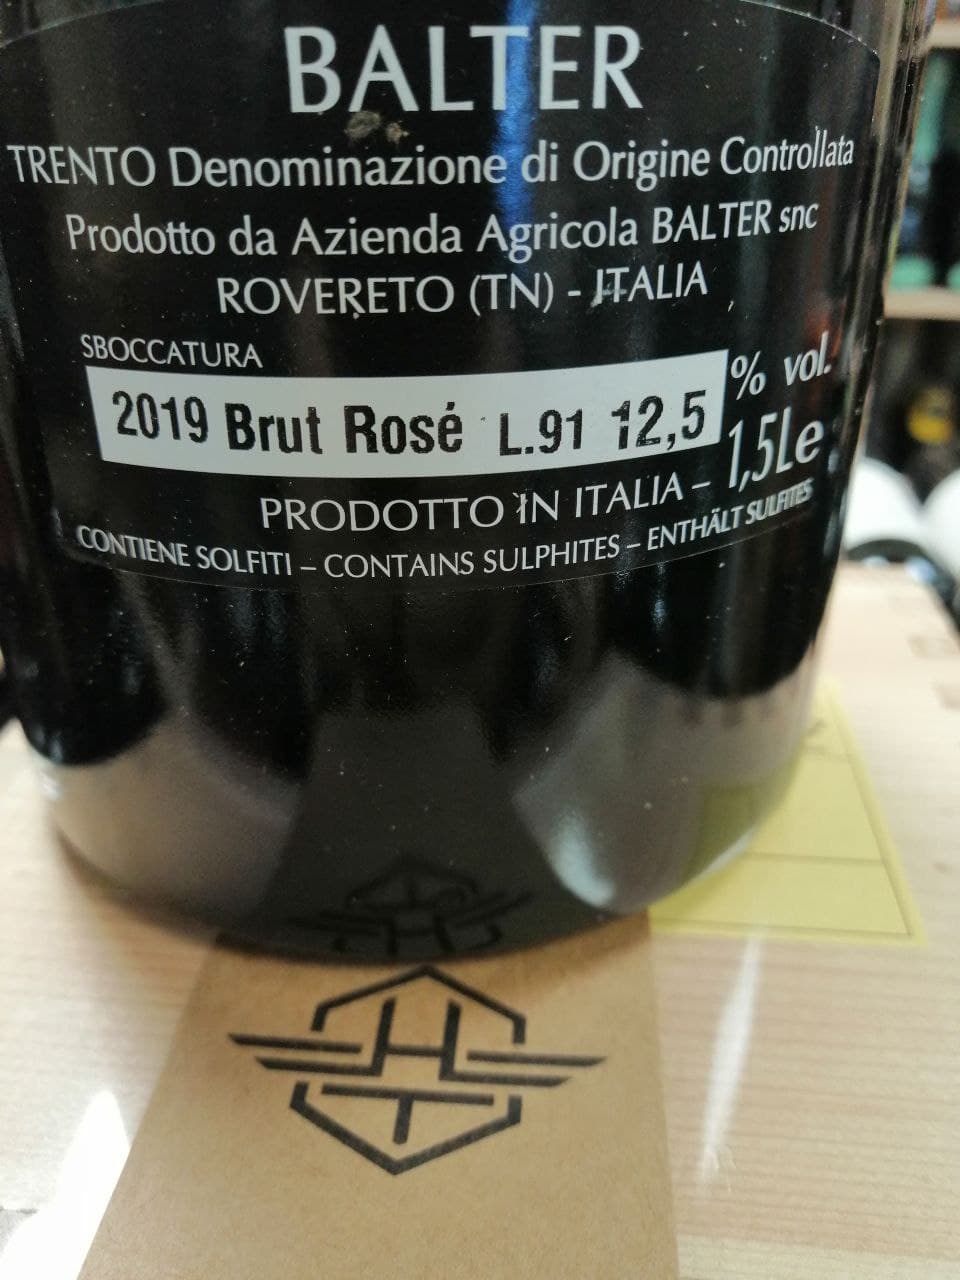 BALTER
TRENTO Denominazione di Origine Controllata
Prodotto da Azienda Agricola BALTER snc
ROVERETO (TN) - ITALIA
SBOCCATURA
2019 Brut Rosé L.91 12,5 % vol.
PRODOTTO IN ITALIA – 1,5Le
CONTIENE SOLFITI – CONTAINS SULPHITES – ENTHÄLT SULFITES
HT